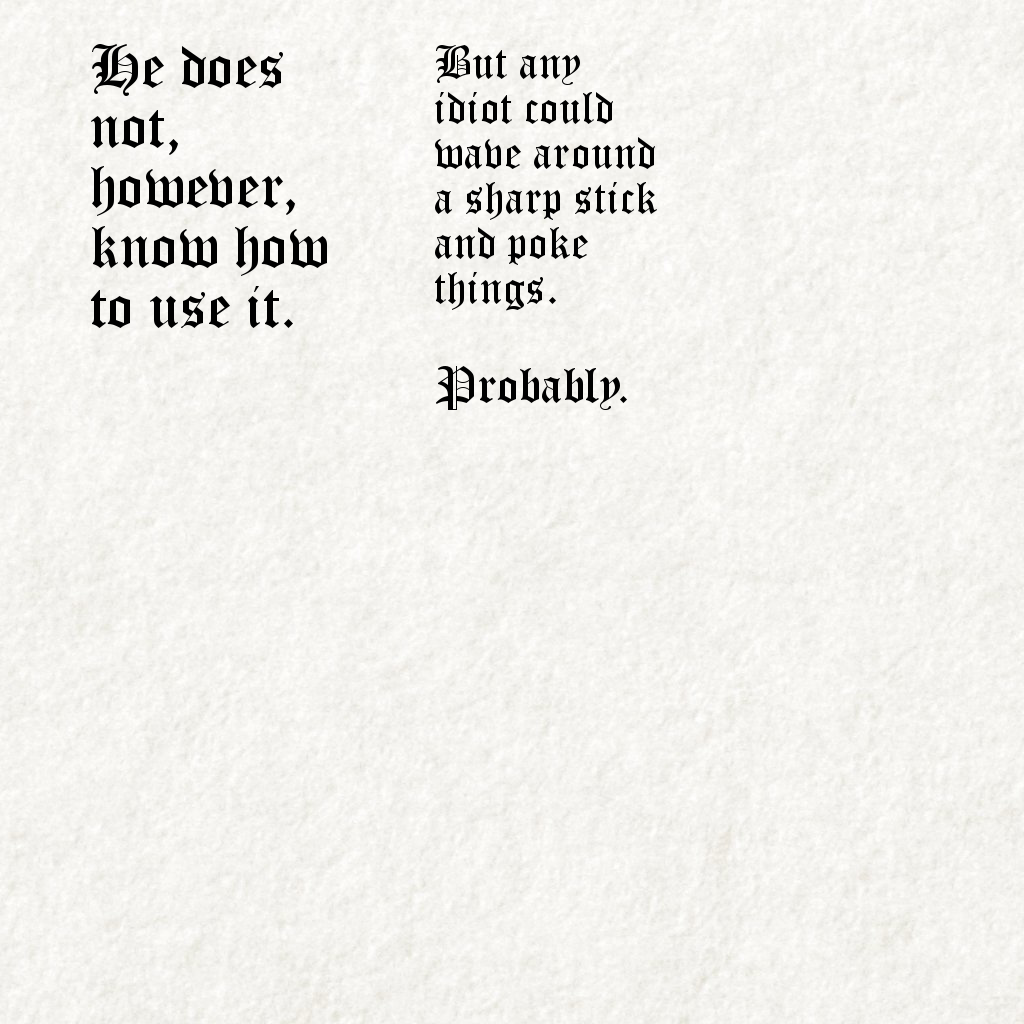 He does
not,
however,
know how
to use it.
But any
idiot could
wave around
a sharp stick
and poke
things.
Probably.